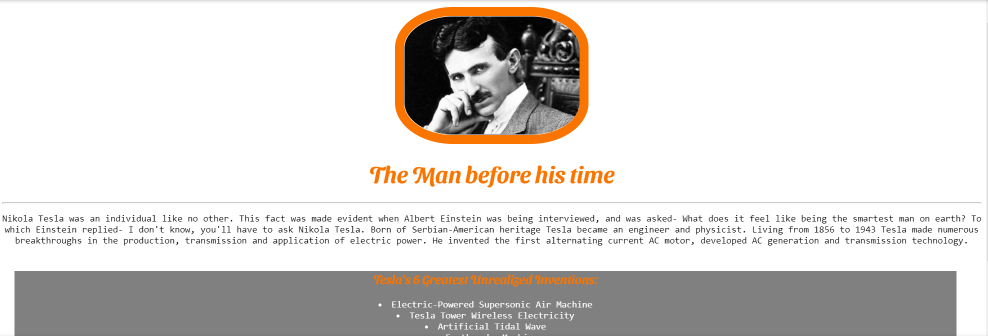 The Man before his time
Nikola Tesla was an individual like no other. This fact was made evident when Albert Einstein was being interviewed, and was asked- What does it feel like being the smartest man on earth? To
which Einstein replied- I don't know, you'll have to ask Nikola Tesla. Born of Serbian-American heritage Tesla became an engineer and physicist. Living from 1856 to 1943 Tesla made numerous
breakthroughs in the production, transmission and application of electric power. He invented the first alternating current AC motor, developed AC generation and transmission technology.
Tesla's 6 Greatest Unrealized Inventions:
• Electric-Powered Supersonic Air Machine
• Tesla Tower Wireless Electricity
• Artificial Tidal Wave